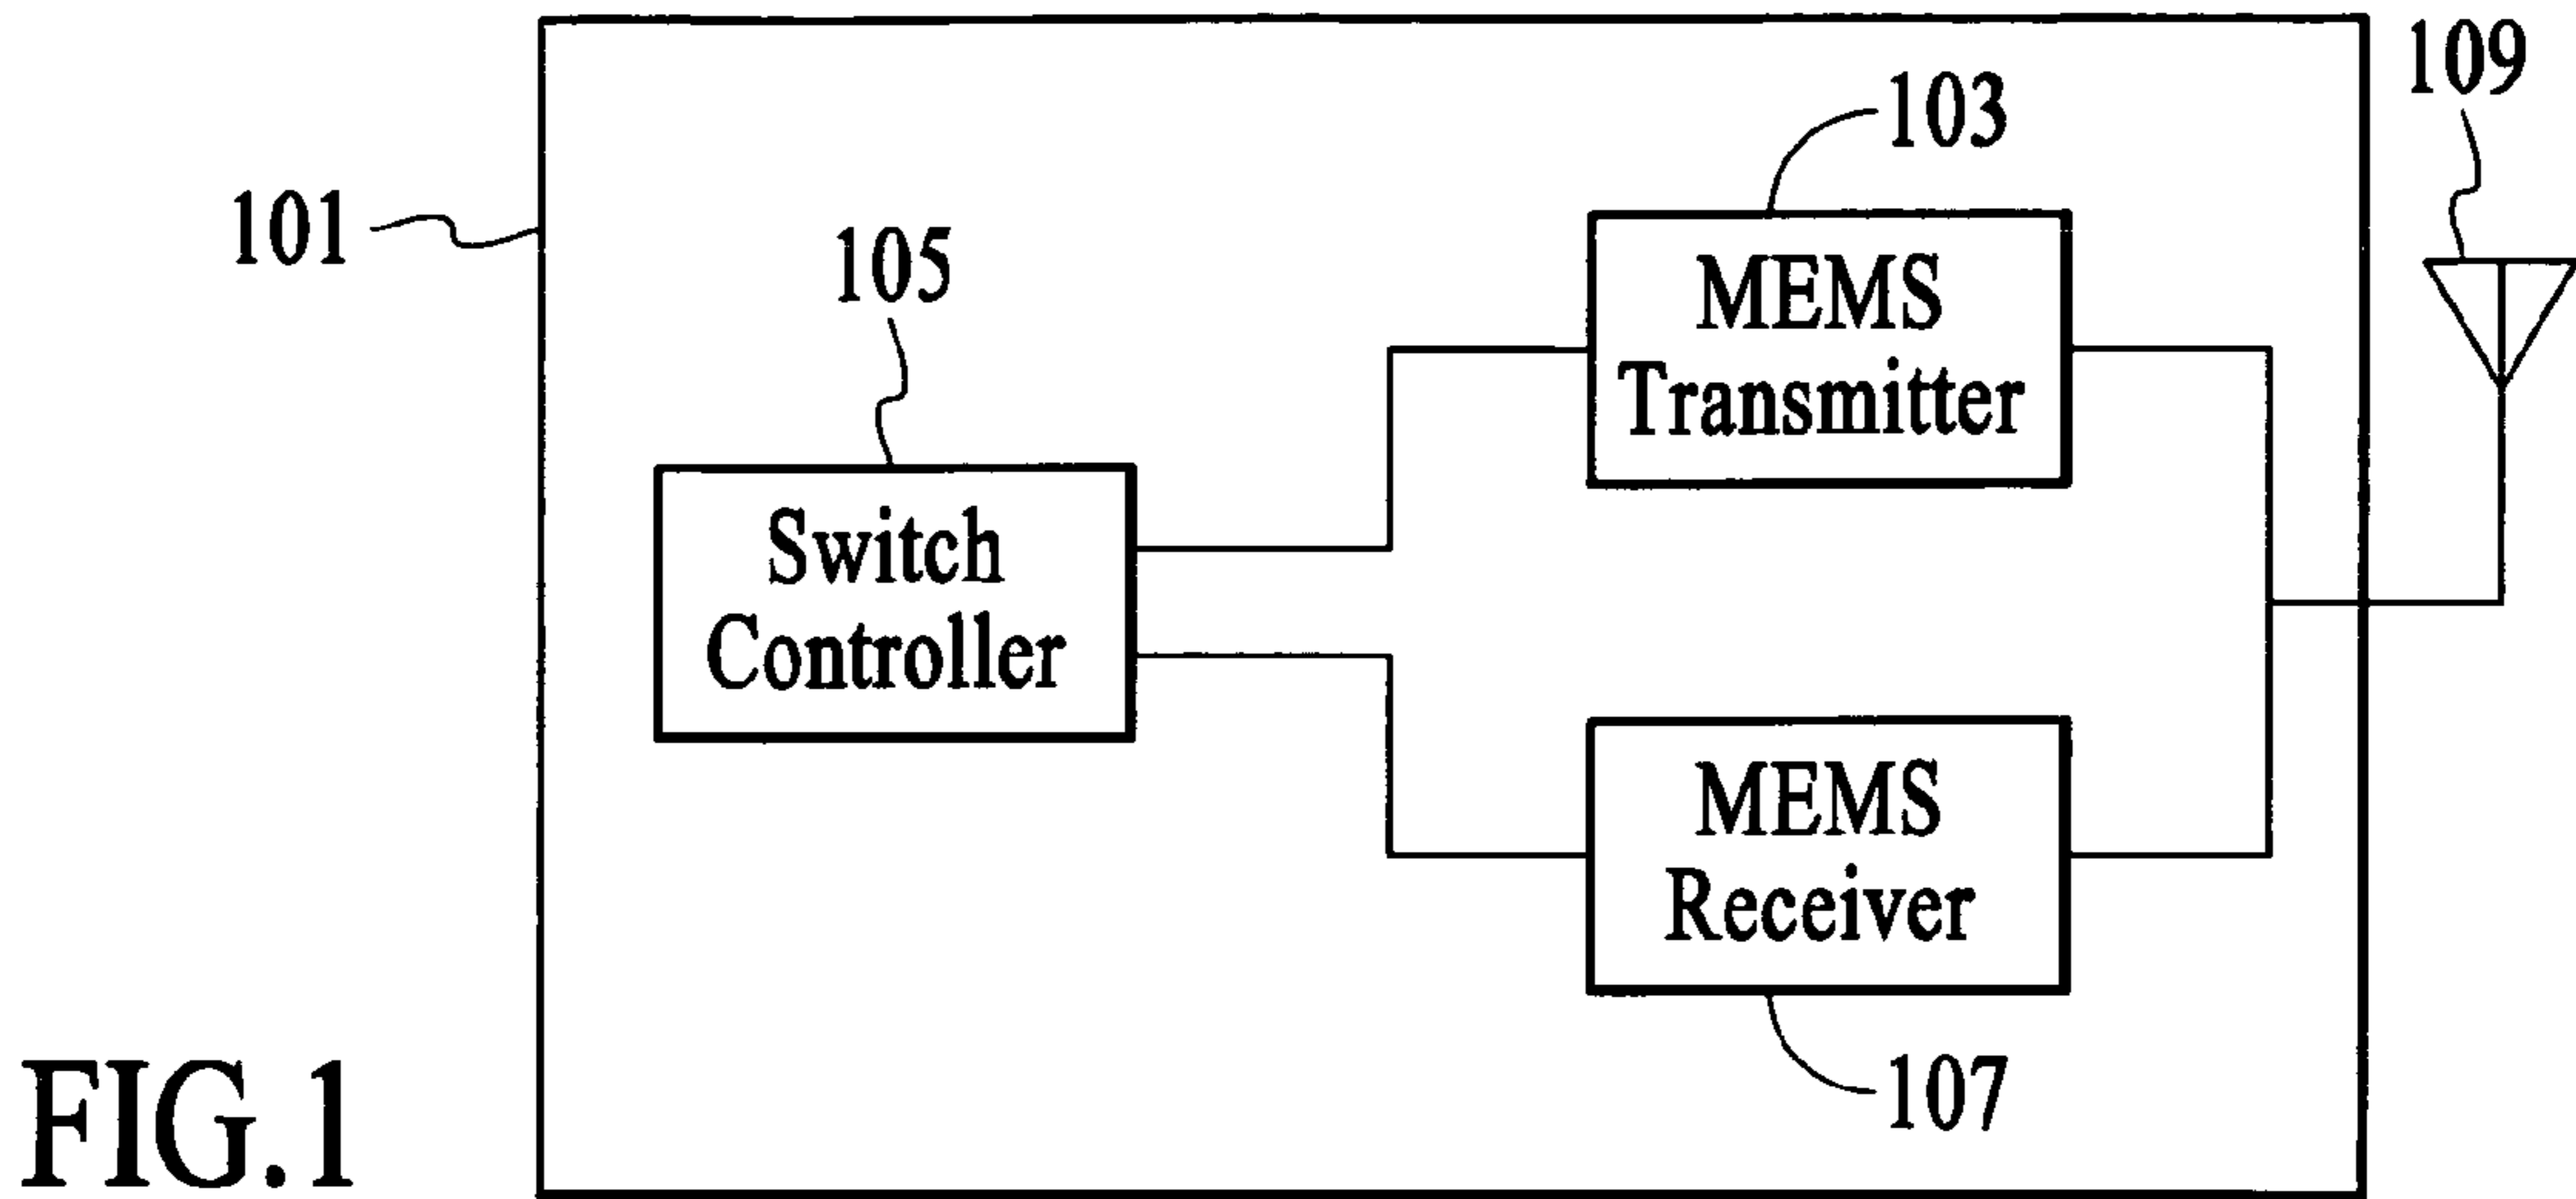 109
103
101
105
MEMS
Transmitter
Switch
Controller
MEMS
Receiver
107
FIG.1